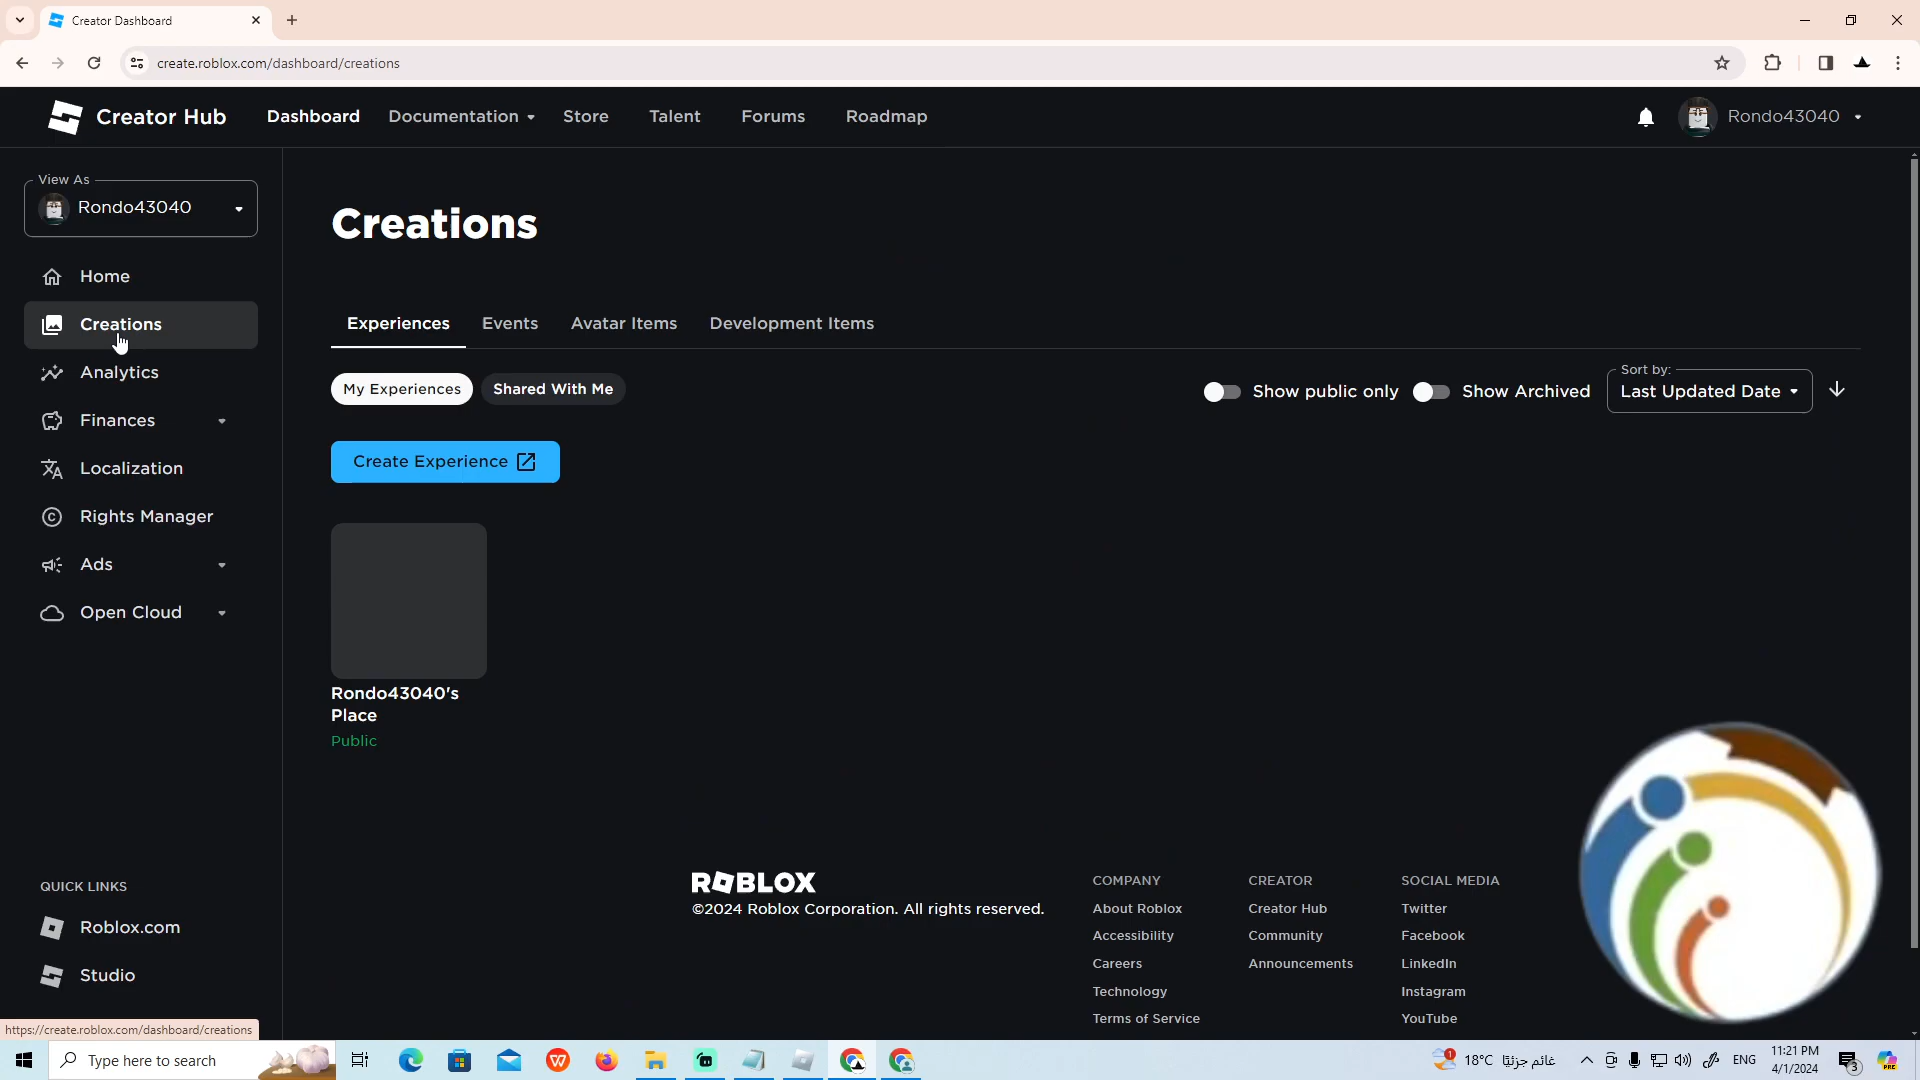 Creator Dashboard
create.roblox.com/dashboard/creations
Creator Hub
Dashboard
Documentation
Store
Talent
Forums
Roadmap
Rondo43040
View As
Rondo43040
Home
Creations
Analytics
Finances
Localization
Rights Manager
Ads
Open Cloud
QUICK LINKS
Roblox.com
Studio
https://create.roblox.com/dashboard/creations
Creations
Experiences
Events
Avatar Items
Development Items
My Experiences
Shared With Me
Show public only
Show Archived
Sort by:
Last Updated Date
Create Experience
Rondo43040's
Place
Public
ROBLOX
©2024 Roblox Corporation. All rights reserved.
COMPANY
About Roblox
Accessibility
Careers
Technology
Terms of Service
CREATOR
Creator Hub
Community
Announcements
SOCIAL MEDIA
Twitter
Facebook
LinkedIn
Instagram
YouTube
Type here to search
1
18°C
غائم جزئيًا
ENG
11:21 PM
4/1/2024
3
PRE